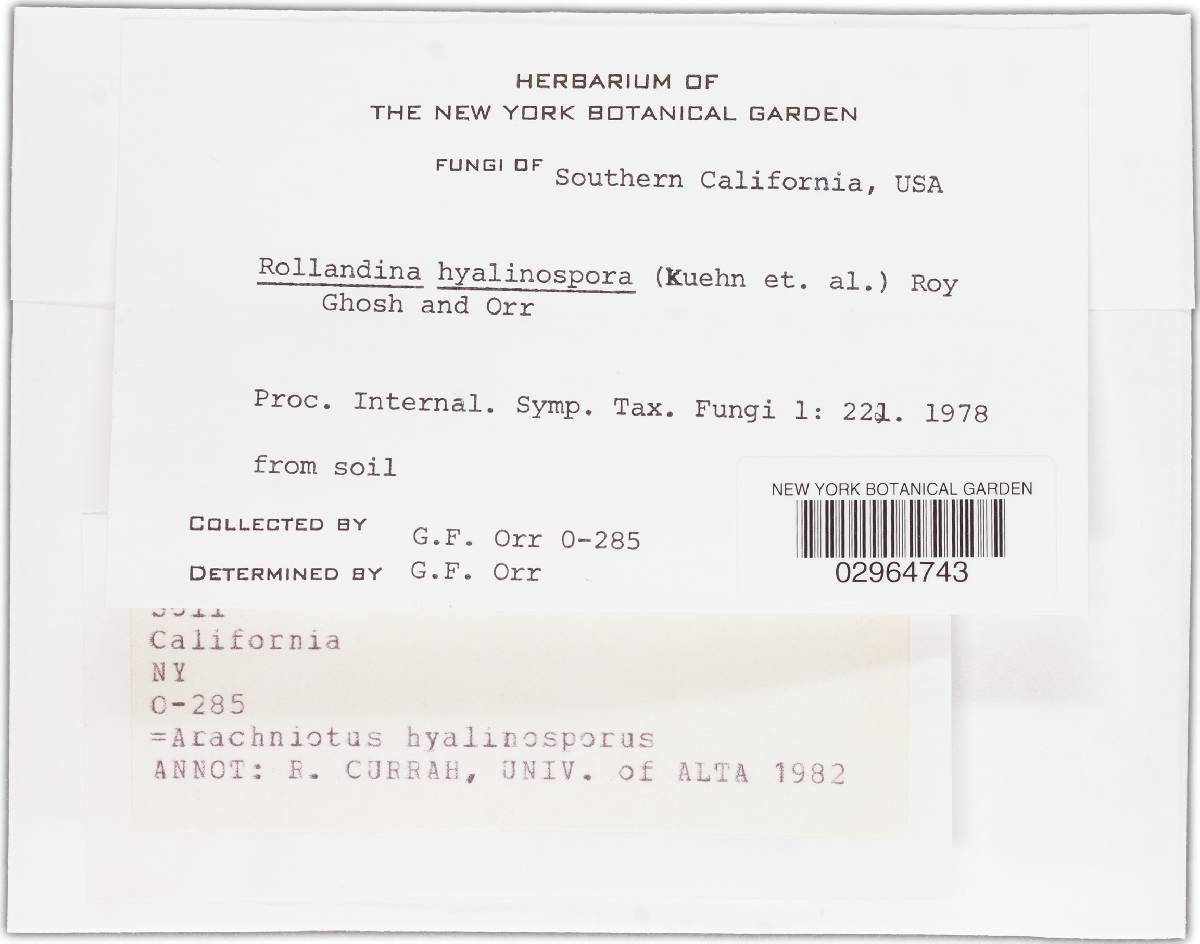 HERBARIUM OF
THE NEW YORK BOTANICAL GARDEN
FUNGI OF Southern California, USA
Rollandina hyalinospora (Kuehn et. al.) Roy
Ghosh and Orr
Proc. Internal. Symp. Tax. Fungi 1: 221. 1978
from soil
COLLECTED BY G.F. Orr O-285
DETERMINED BY G.F. Orr
NEW YORK BOTANICAL GARDEN
02964743
Soil
California
NY
O-285
=Arachniotus hyalinosporus
ANNOT: R. CURRAH, UNIV. of ALTA 1982